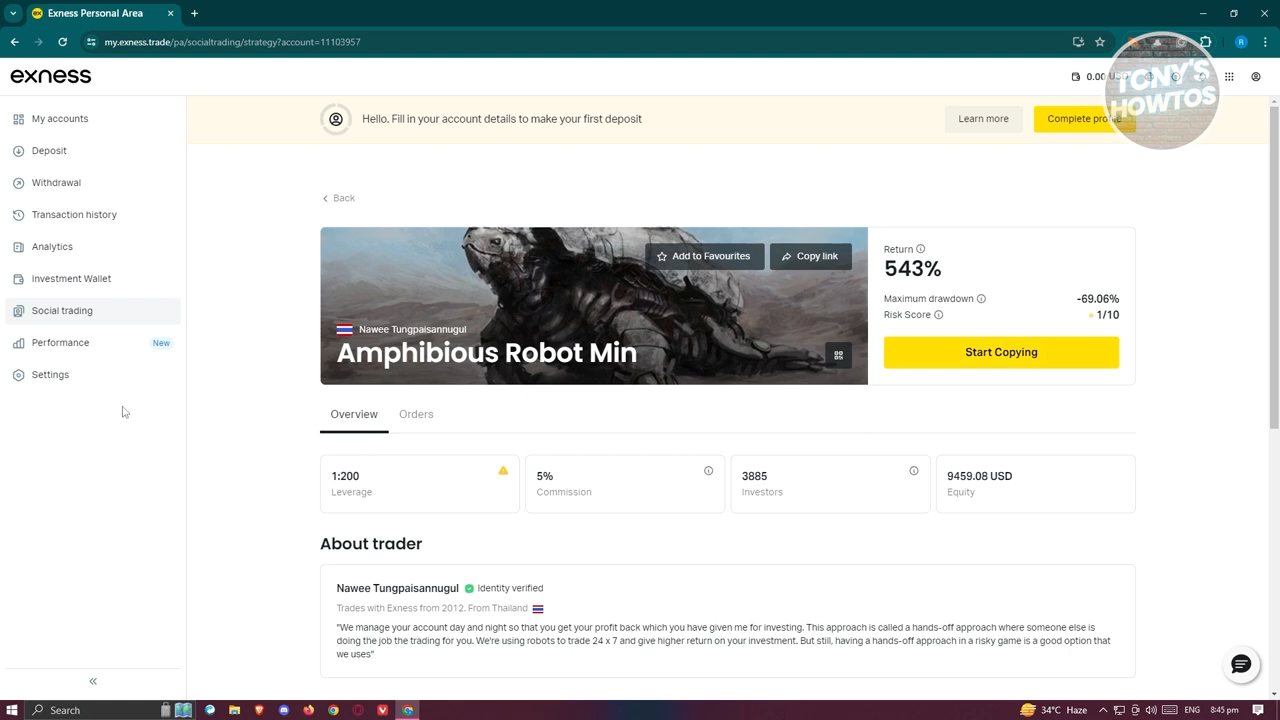 Exness Personal Area
my.exness.trade/pa/socialtrading/strategy?account=11103957
R
exness
0.00
TONY'S
HOWTOS
My accounts
Deposit
Withdrawal
Transaction history
Analytics
Investment Wallet
Social trading
Performance
New
Settings
Hello. Fill in your account details to make your first deposit
Learn more
Complete
Back
Add to Favourites
Copy link
Nawee Tungpaisannugul
Amphibious Robot Min
Return
543%
Maximum drawdown
-69.06%
Risk Score
1/10
Start Copying
Overview
Orders
1:200
Leverage
5%
Commission
3885
Investors
9459.08 USD
Equity
About trader
Nawee Tungpaisannugul
Identity verified
Trades with Exness from 2012. From Thailand
"We manage your account day and night so that you get your profit back which you have given me for investing. This approach is called a hands-off approach where someone else is
doing the job the trading for you. We're using robots to trade 24 x 7 and give higher return on your investment. But still, having a hands-off approach in a risky game is a good option that
we uses"
Search
34°C Haze
ENG
8:45 pm